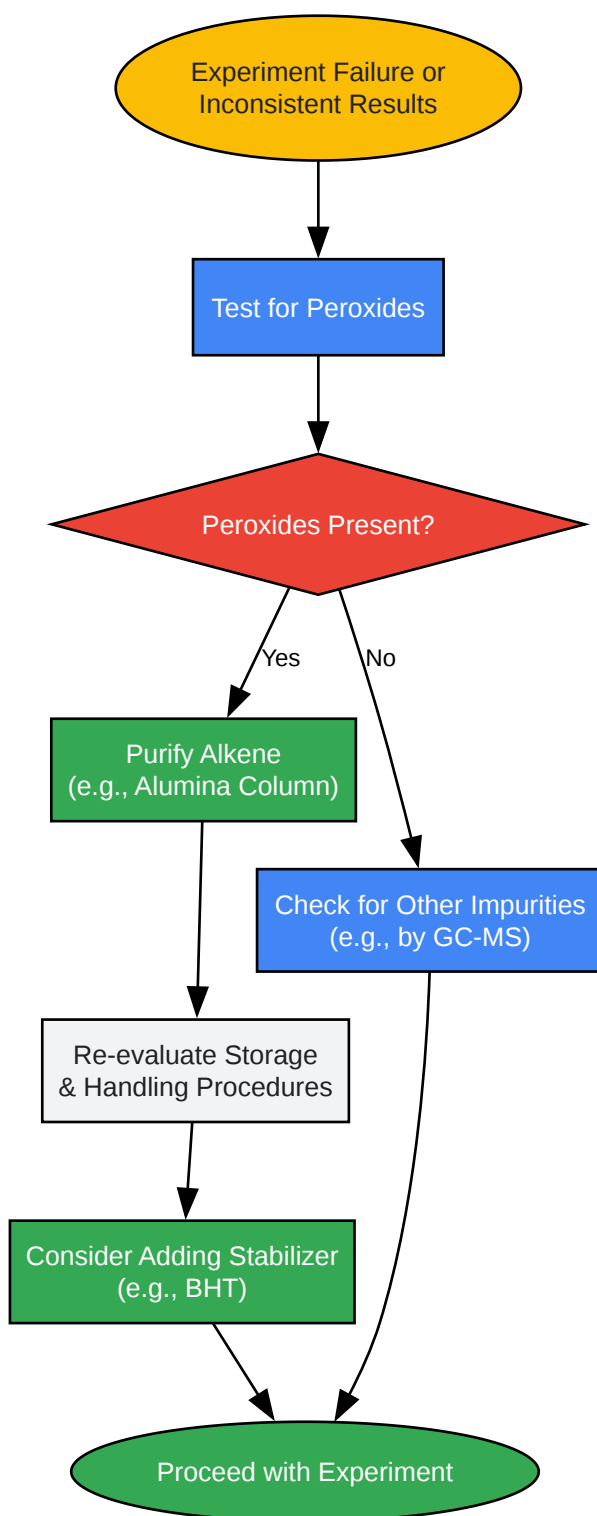 Experiment Failure or
Inconsistent Results
Test for Peroxides
Peroxides Present?
Yes
No
Purify Alkene
(e.g., Alumina Column)
Check for Other Impurities
(e.g., by GC-MS)
Re-evaluate Storage
& Handling Procedures
Consider Adding Stabilizer
(e.g., BHT)
Proceed with Experiment